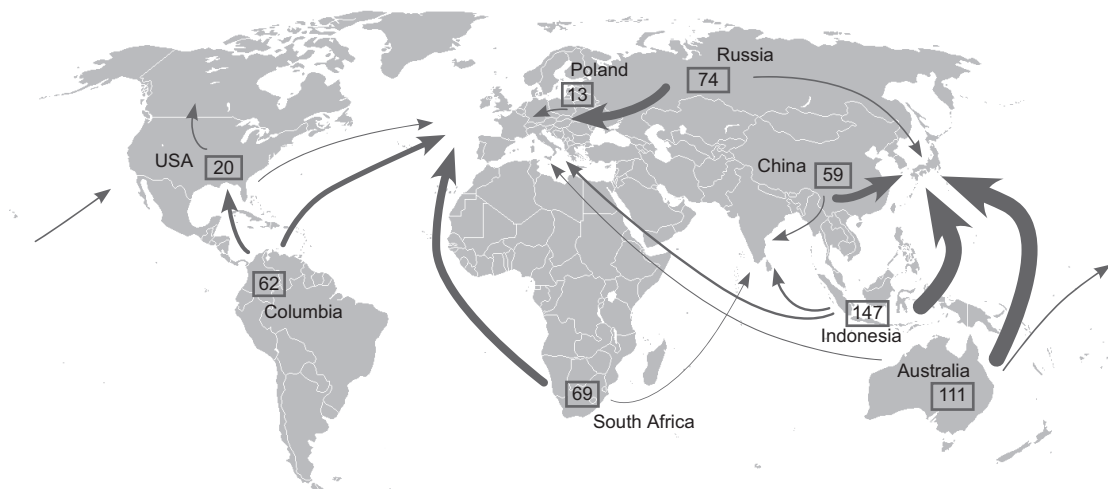 Russia
74
Poland
13
USA
20
China
59
62
Columbia
147
Indonesia
Australia
111
69
South Africa